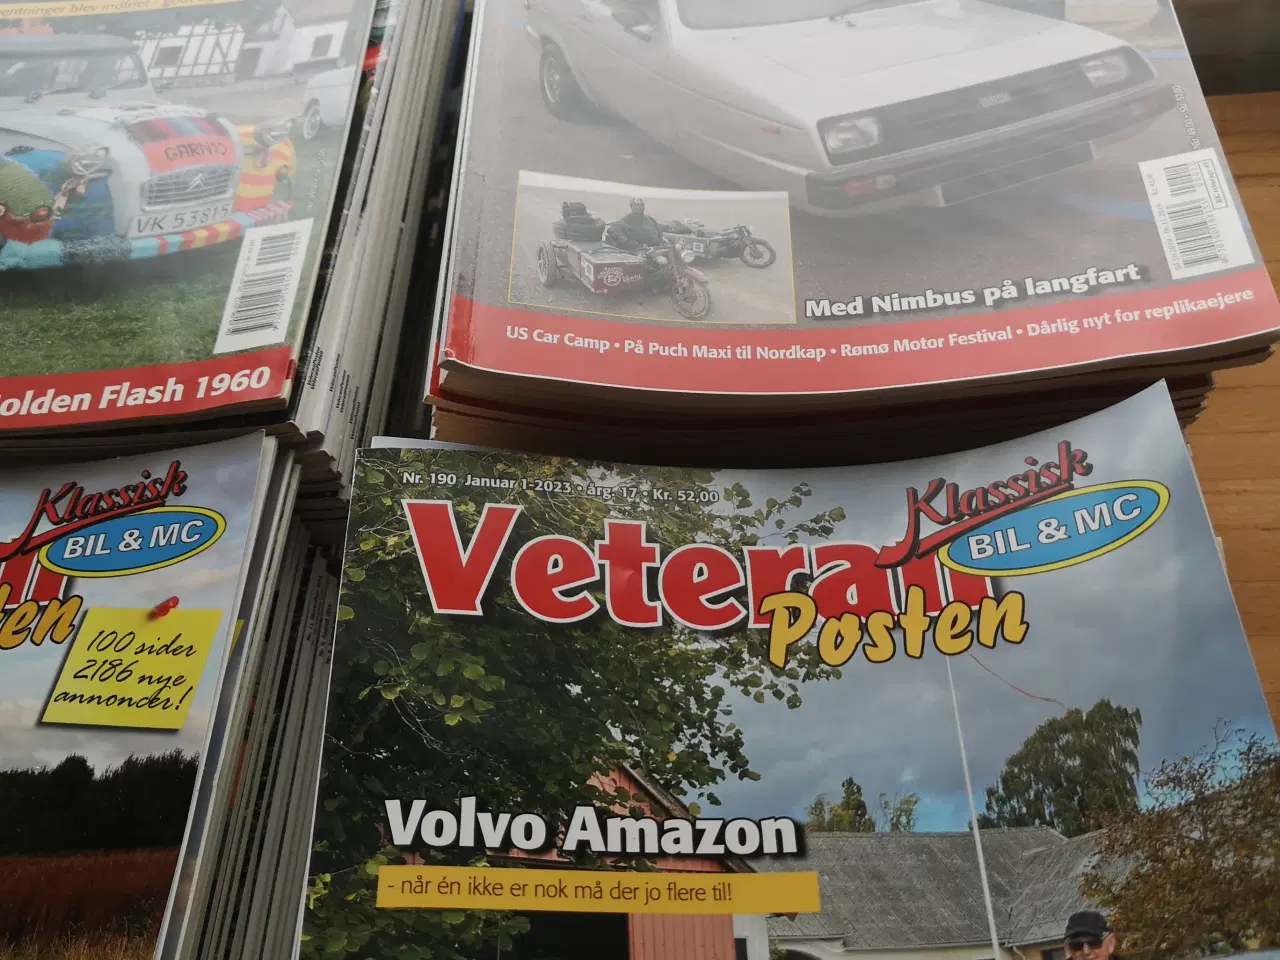 GARNIO
VK 53815
olden Flash 1960
Med Nimbus på langfart
US Car Camp • På Puch Maxi til Nordkap • Rømø Motor Festival • Dårlig nyt for replikaejere
Klassisk
BIL & MC
en
100 sider
2186 nye
annoncer!
Nr. 190 Januar 1-2023 • årg. 17 • Kr. 52,00
Veteran
Posten
Klassisk
BIL & MC
Volvo Amazon
- når én ikke er nok må der jo flere til!